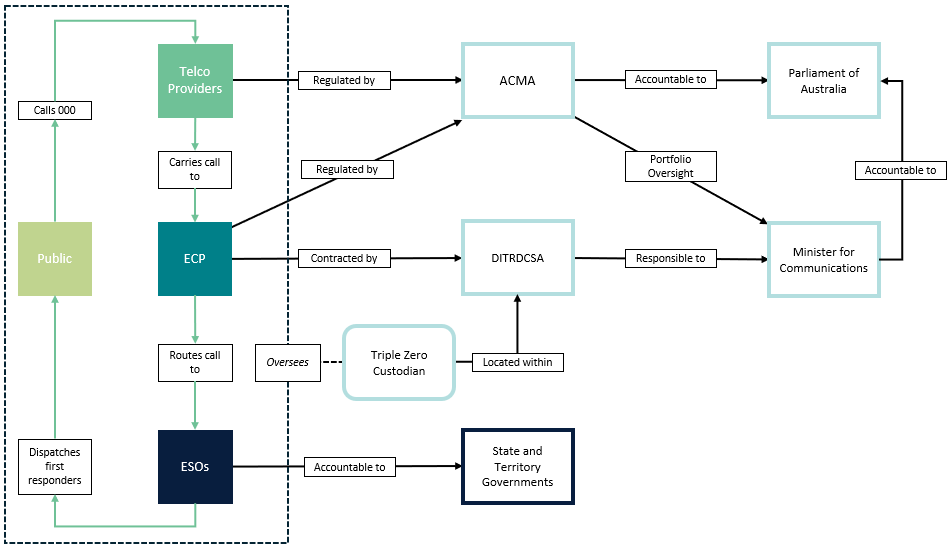 Telco
Providers
Regulated by
ACMA
Accountable to
Parliament of
Australia
Calls 000
Carries call
to
Regulated by
Portfolio
Oversight
Accountable to
Public
ECP
Contracted by
DITRDCSA
Responsible to
Minister for
Communications
Routes call
to
Oversees
Triple Zero
Custodian
Located within
Dispatches
first
responders
ESOs
Accountable to
State and
Territory
Governments